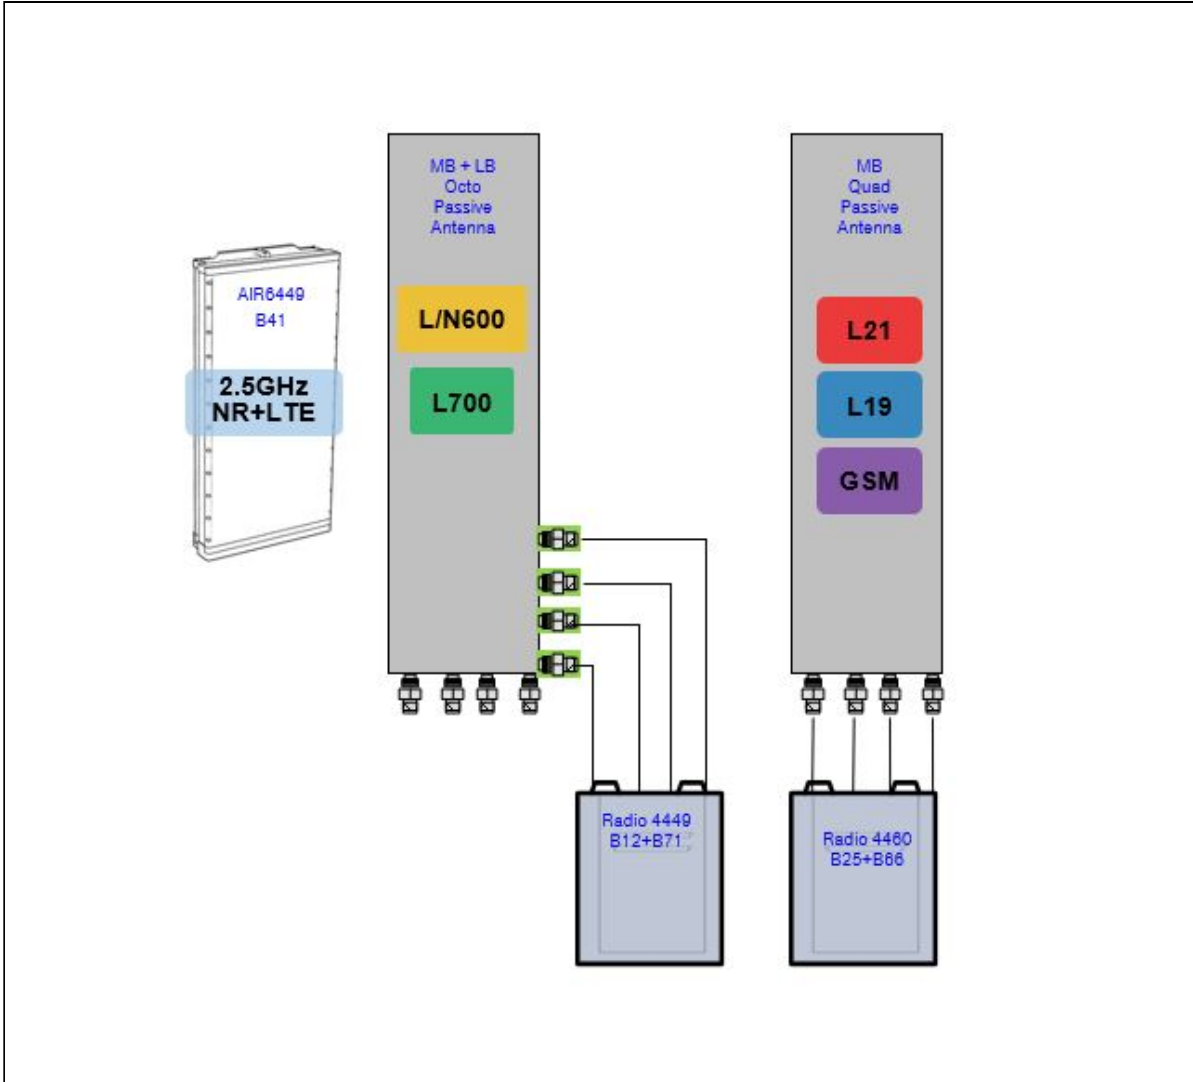 MB + LB
Octo
Passive
Antenna
MB
Quad
Passive
Antenna
AIR6449
B41
2.5GHz
NR+LTE
L/N600
L700
L21
L19
GSM
Radio 4449
B12+B71
Radio 4460
B25+B66